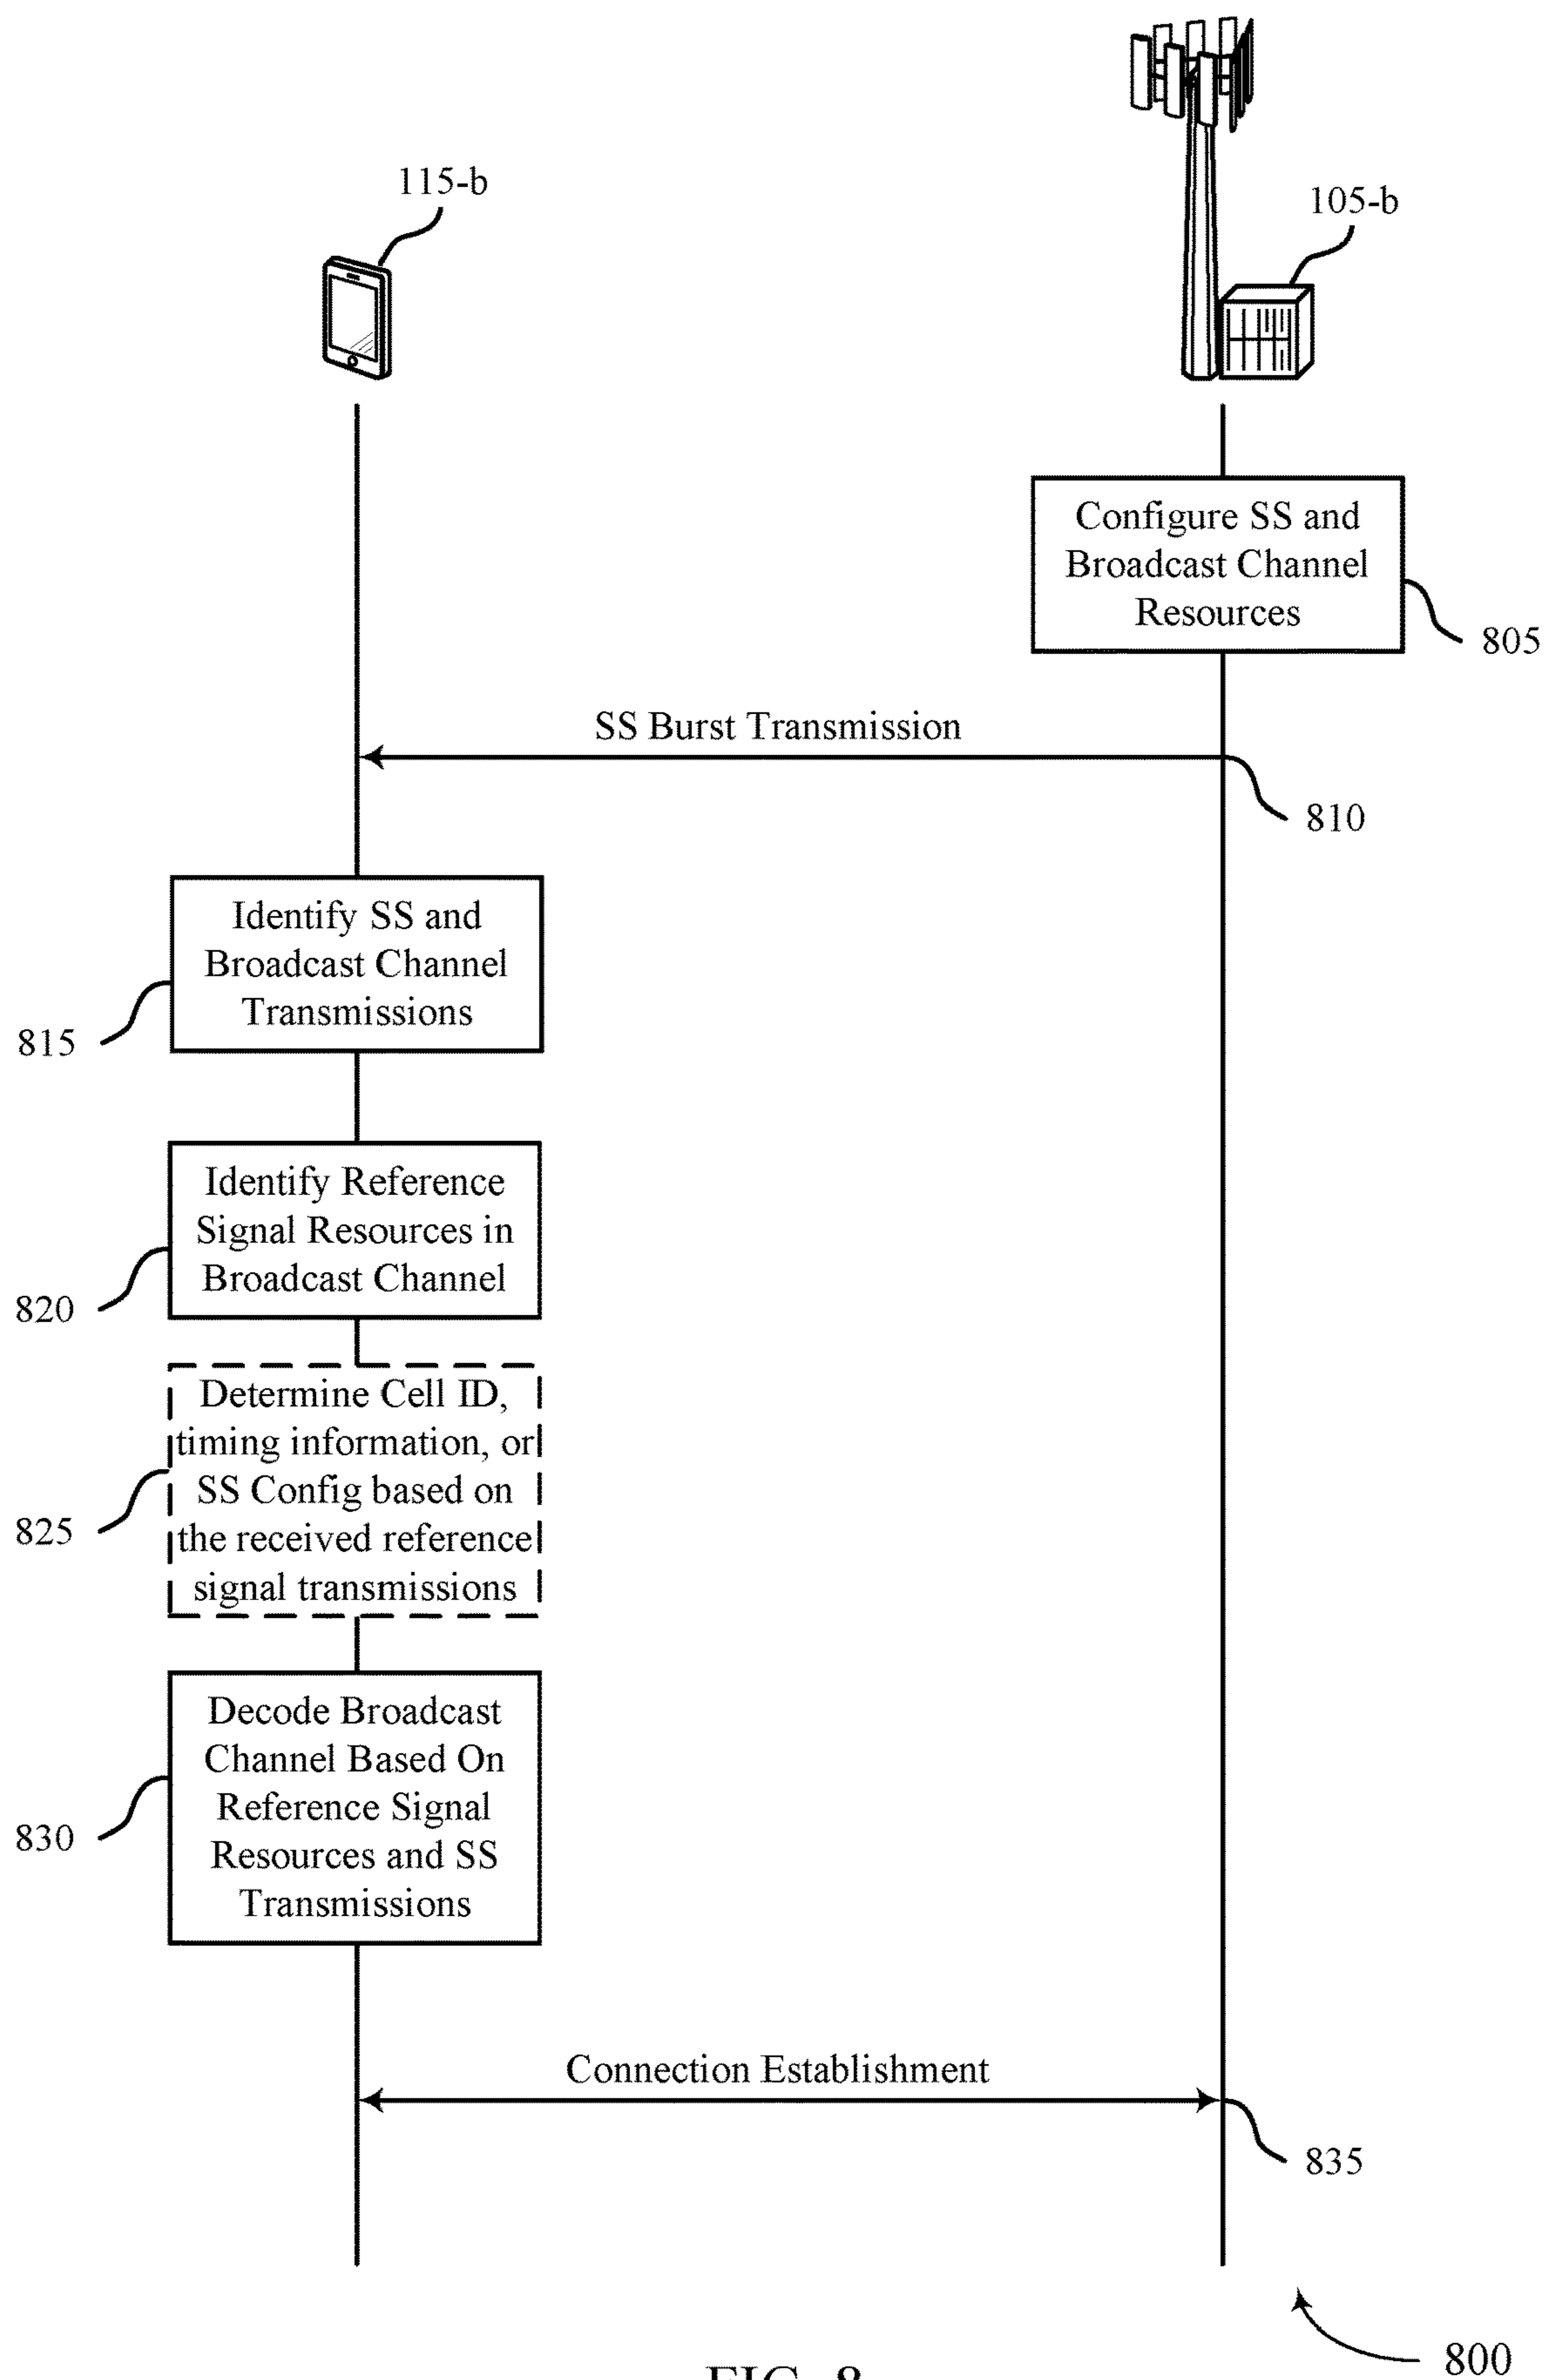 115-b
105-b
Configure SS and
Broadcast Channel
Resources
805
SS Burst Transmission
810
Identify SS and
Broadcast Channel
Transmissions
815
Identify Reference
Signal Resources in
Broadcast Channel
820
Determine Cell ID,
timing information, or
SS Config based on
the received reference
signal transmissions
825
Decode Broadcast
Channel Based On
Reference Signal
Resources and SS
Transmissions
830
Connection Establishment
835
800
FIG. 8